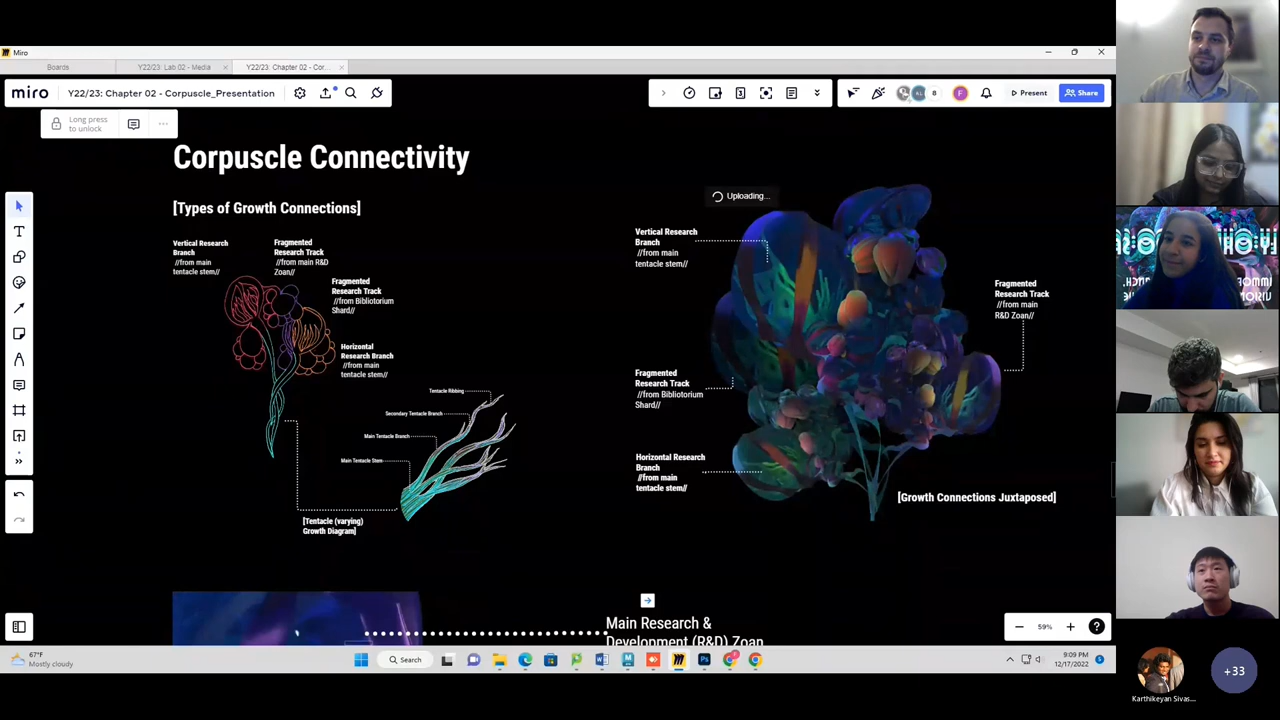 Miro
Boards
Y22/23: Lab 02 - Media
Y22/23: Chapter 02 - Cor...
miro
Y22/23: Chapter 02 - Corpuscle_Presentation
3
AL
8
F
Present
Share
Long press
to unlock
Corpuscle Connectivity
[Types of Growth Connections]
Vertical Research
Branch
//from main
tentacle stem//
Fragmented
Research Track
//from main R&D
Zoan//
Fragmented
Research Track
//from Bibliotorium
Shard//
Horizontal
Research Branch
//from main
tentacle stem//
Tentacle Ribbing
Secondary Tentacle Branch
Main Tentacle Branch
Main Tentacle Stem
[Tentacle (varying)
Growth Diagram]
Uploading...
Vertical Research
Branch
//from main
tentacle stem//
Fragmented
Research Track
//from main
R&D Zoan//
Fragmented
Research Track
//from Bibliotorium
Shard//
Horizontal Research
Branch
//from main
tentacle stem//
[Growth Connections Juxtaposed]
Main Research &
Development (R&D) Zoan
59%
67°F
Mostly cloudy
Search
9:09 PM
12/17/2022
Karthikeyan Sivas...
+33